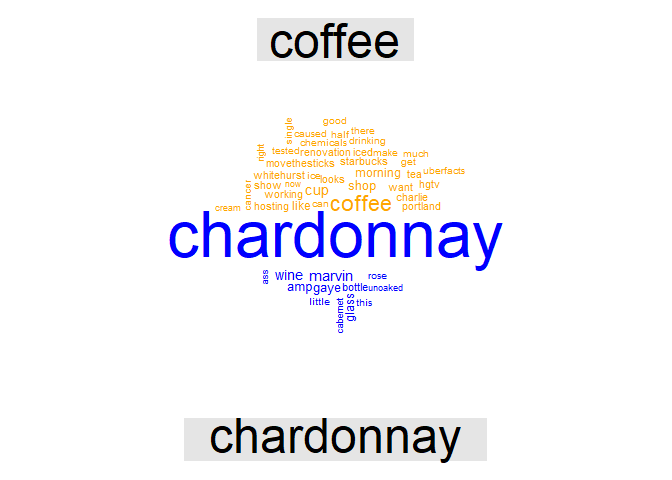 coffee
good
single
caused half there
chemicals drinking
right tested renovation iced make much
movethesticks starbucks get
whitehurst ice looks morning tea uberfacts
cancer show now cup shop want hgtv
working charlie
cream hosting like can coffee portland
chardonnay
ass wine marvin rose
amp gaye bottle unoaked
little cabernet glass this
chardonnay